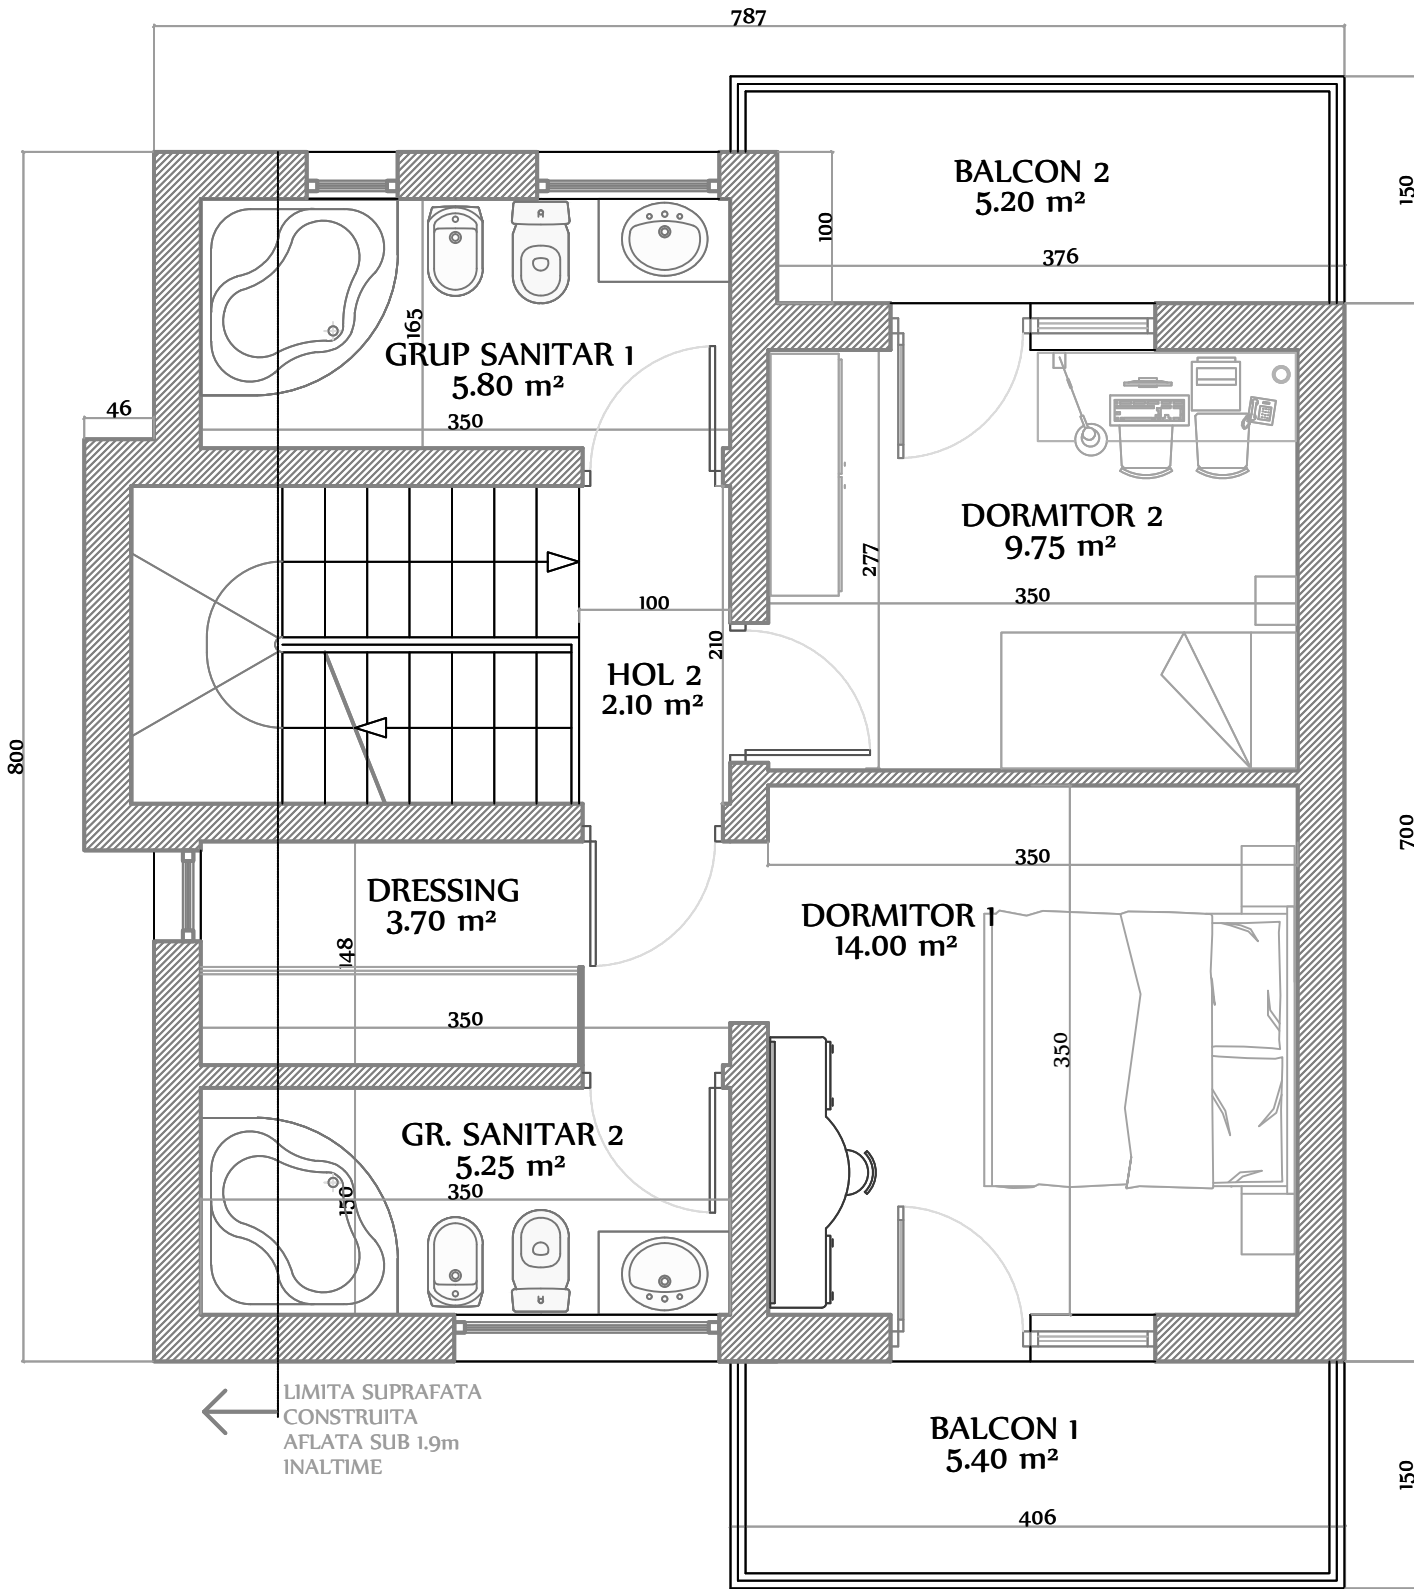 787
BALCON 2
5.20 m²
150
100
376
165
GRUP SANITAR 1
5.80 m²
46
350
DORMITOR 2
9.75 m²
277
350
100
210
HOL 2
2.10 m²
800
700
350
DRESSING
3.70 m²
DORMITOR 1
14.00 m²
148
350
350
GR. SANITAR 2
5.25 m²
350
150
LIMITA SUPRAFATA
CONSTRUITA
AFLATA SUB 1.9m
INALTIME
BALCON 1
5.40 m²
150
406